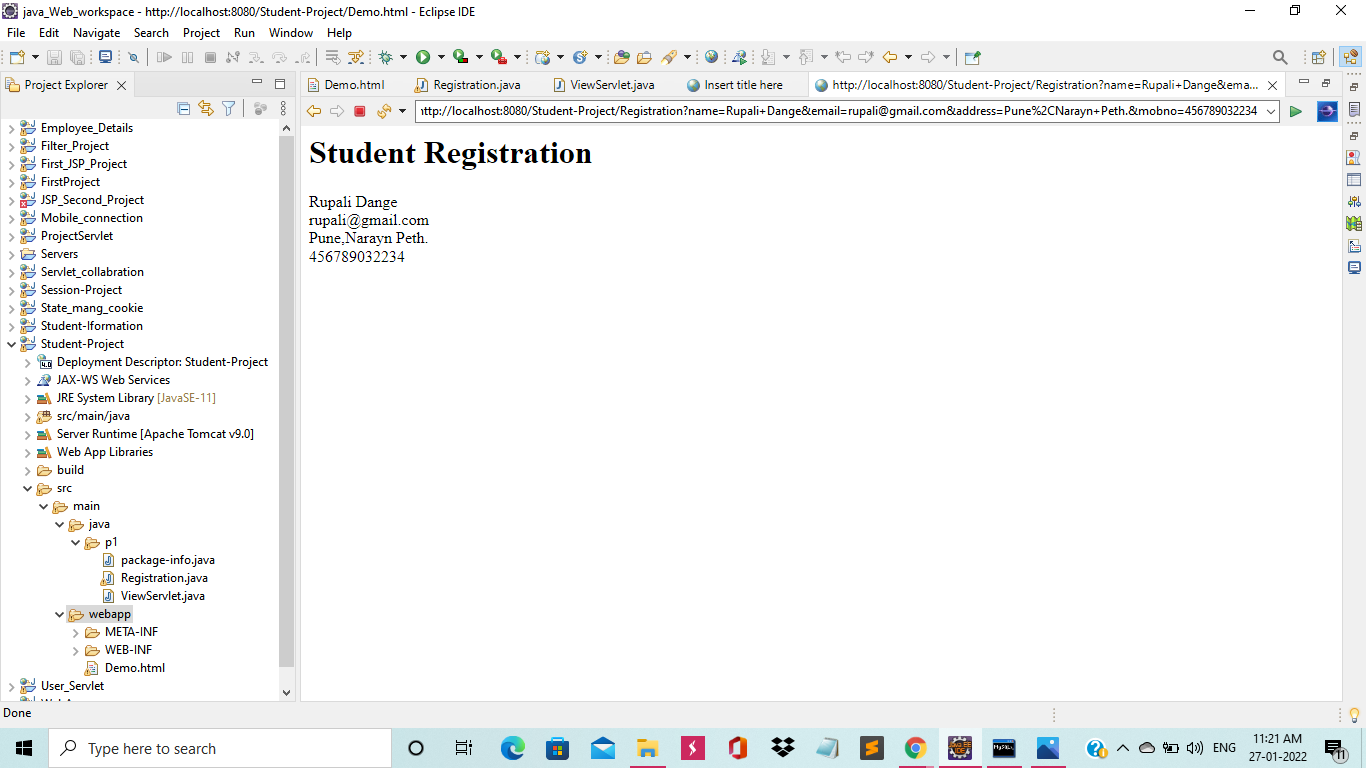 java_Web_workspace - http://localhost:8080/Student-Project/Demo.html - Eclipse IDE
File Edit Navigate Search Project Run Window Help
Project Explorer
Demo.html Registration.java ViewServlet.java Insert title here http://localhost:8080/Student-Project/Registration?name=Rupali+Dange&ema...
http://localhost:8080/Student-Project/Registration?name=Rupali+Dange&email=rupali@gmail.com&address=Pune%2CNarayn+Peth.&mobno=456789032234
Employee_Details
Filter_Project
First_JSP_Project
FirstProject
JSP_Second_Project
Mobile_connection
ProjectServlet
Servers
Servlet_collabration
Session-Project
State_mang_cookie
Student-Iformation
Student-Project
Deployment Descriptor: Student-Project
JAX-WS Web Services
JRE System Library [JavaSE-11]
src/main/java
Server Runtime [Apache Tomcat v9.0]
Web App Libraries
build
src
main
java
p1
package-info.java
Registration.java
ViewServlet.java
webapp
META-INF
WEB-INF
Demo.html
User_Servlet
Student Registration
Rupali Dange
rupali@gmail.com
Pune,Narayn Peth.
456789032234
Done
Type here to search
ENG
11:21 AM
27-01-2022
11